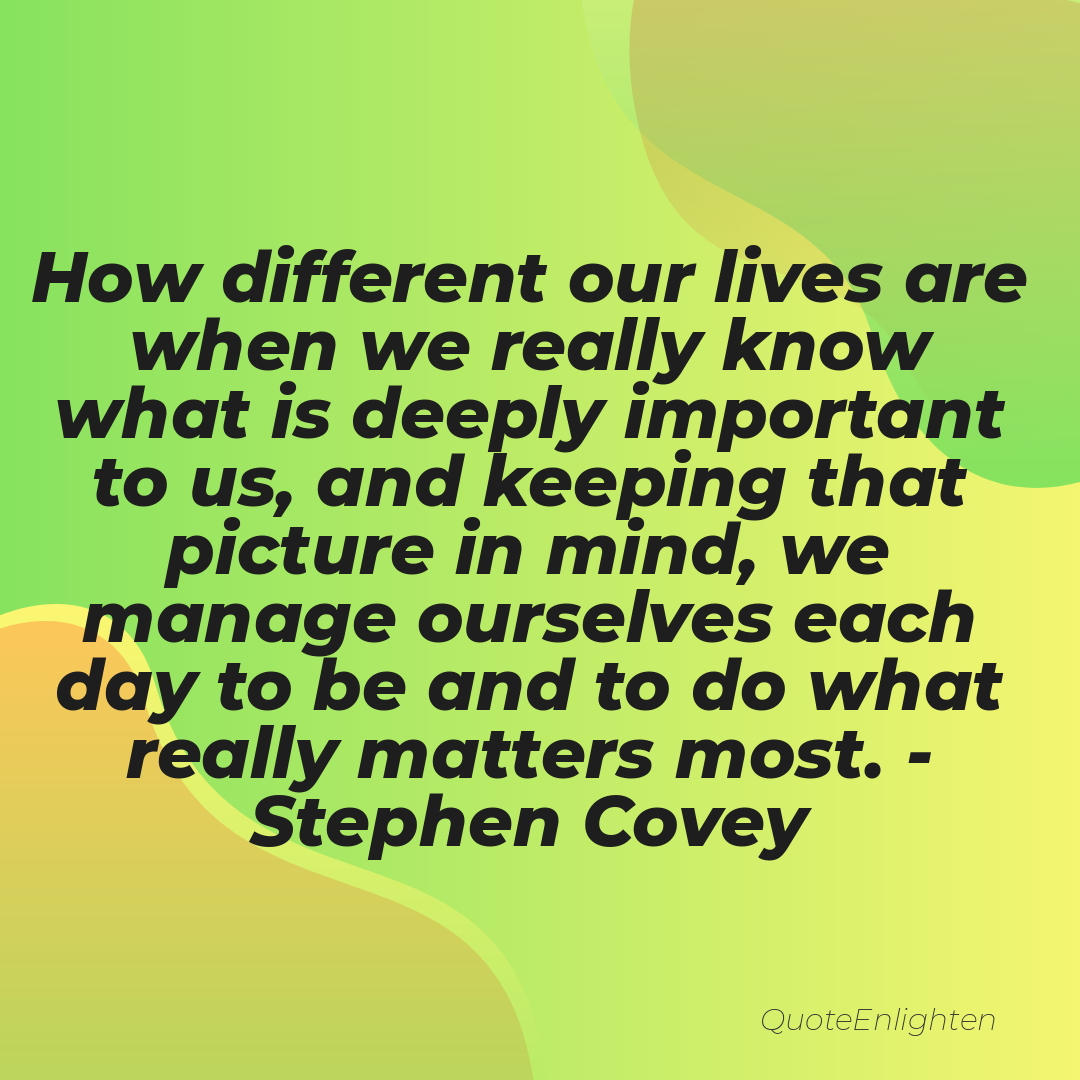 How different our lives are
when we really know
what is deeply important
to us, and keeping that
picture in mind, we
manage ourselves each
day to be and to do what
really matters most. -
Stephen Covey
QuoteEnlighten